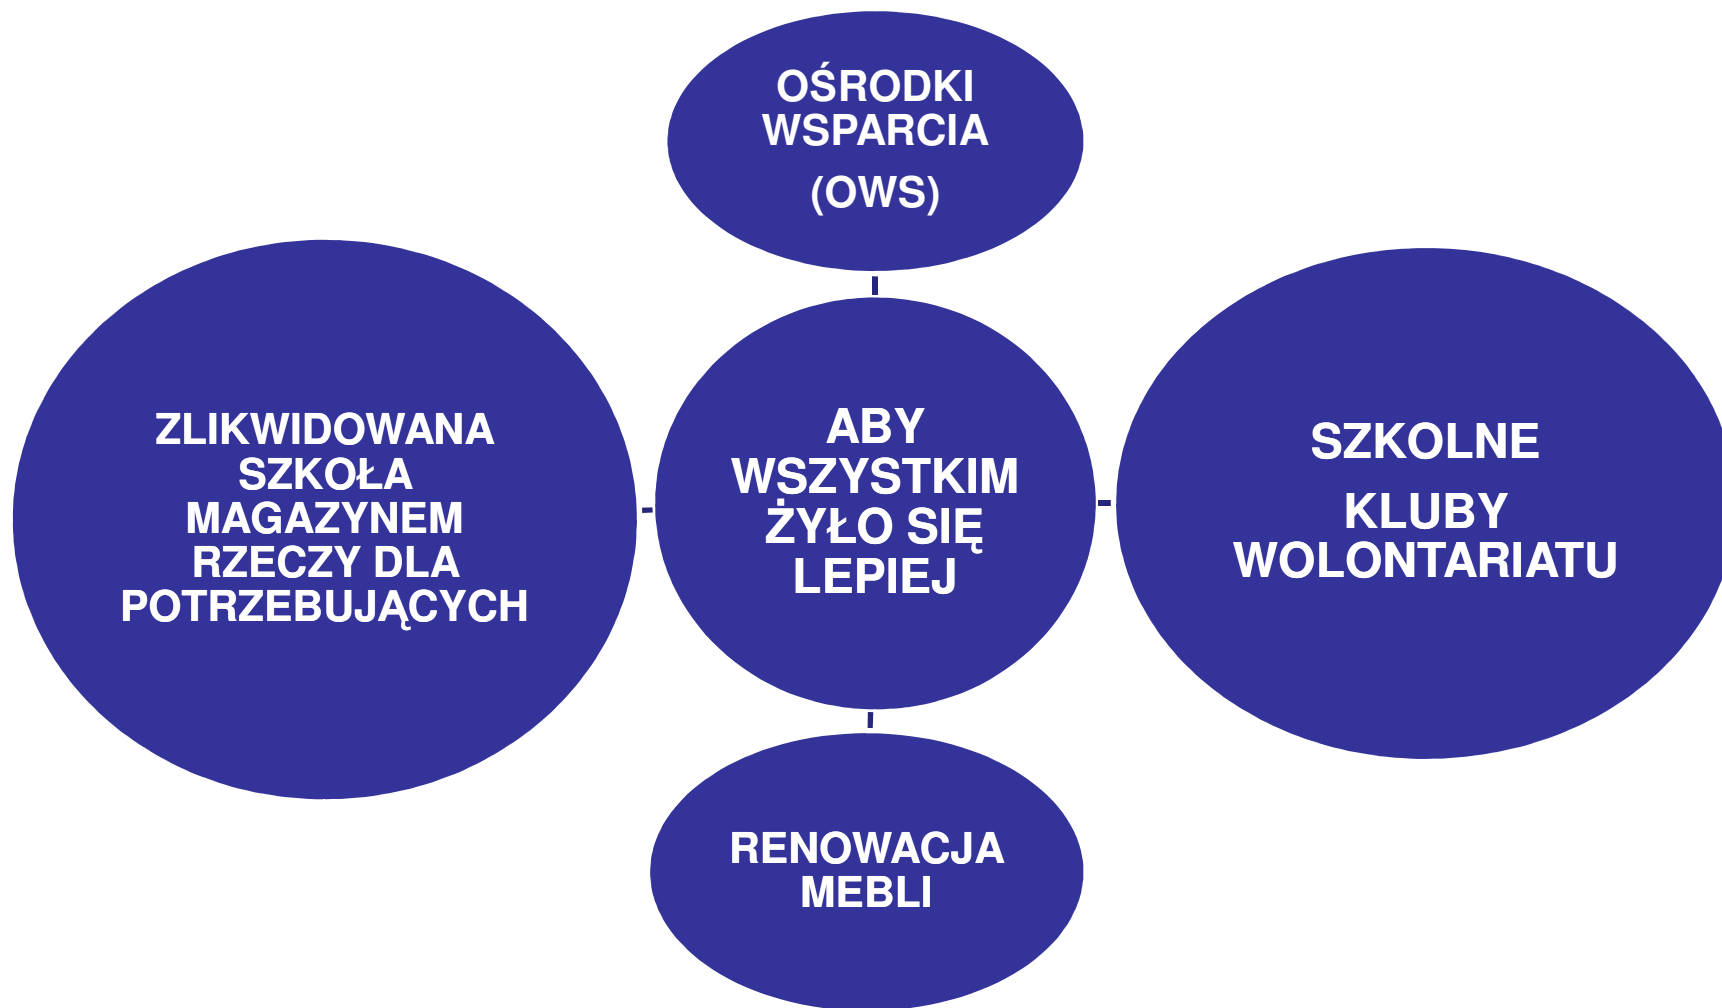 OŚRODKI
WSPARCIA
(OWS)
ZLIKWIDOWANA
SZKOŁA
MAGAZYNEM
RZECZY DLA
POTRZEBUJĄCYCH
ABY
WSZYSTKIM
ŻYŁO SIĘ
LEPIEJ
SZKOLNE
KLUBY
WOLONTARIATU
RENOWACJA
MEBLI